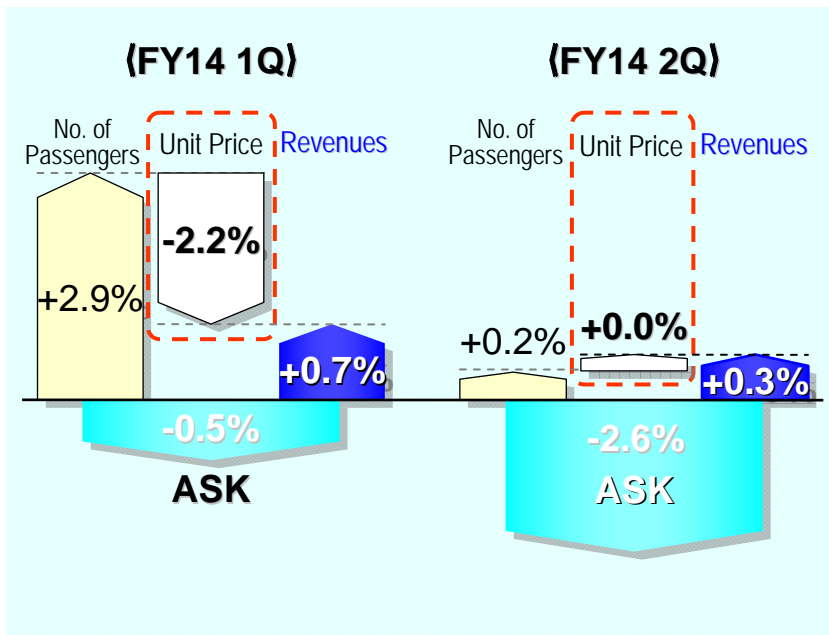 ⟨FY14 1Q⟩
No. of
Passengers
Unit Price
Revenues
-2.2%
+2.9%
+0.7%
-0.5%
ASK
⟨FY14 2Q⟩
No. of
Passengers
Unit Price
Revenues
+0.2%
+0.0%
+0.3%
-2.6%
ASK